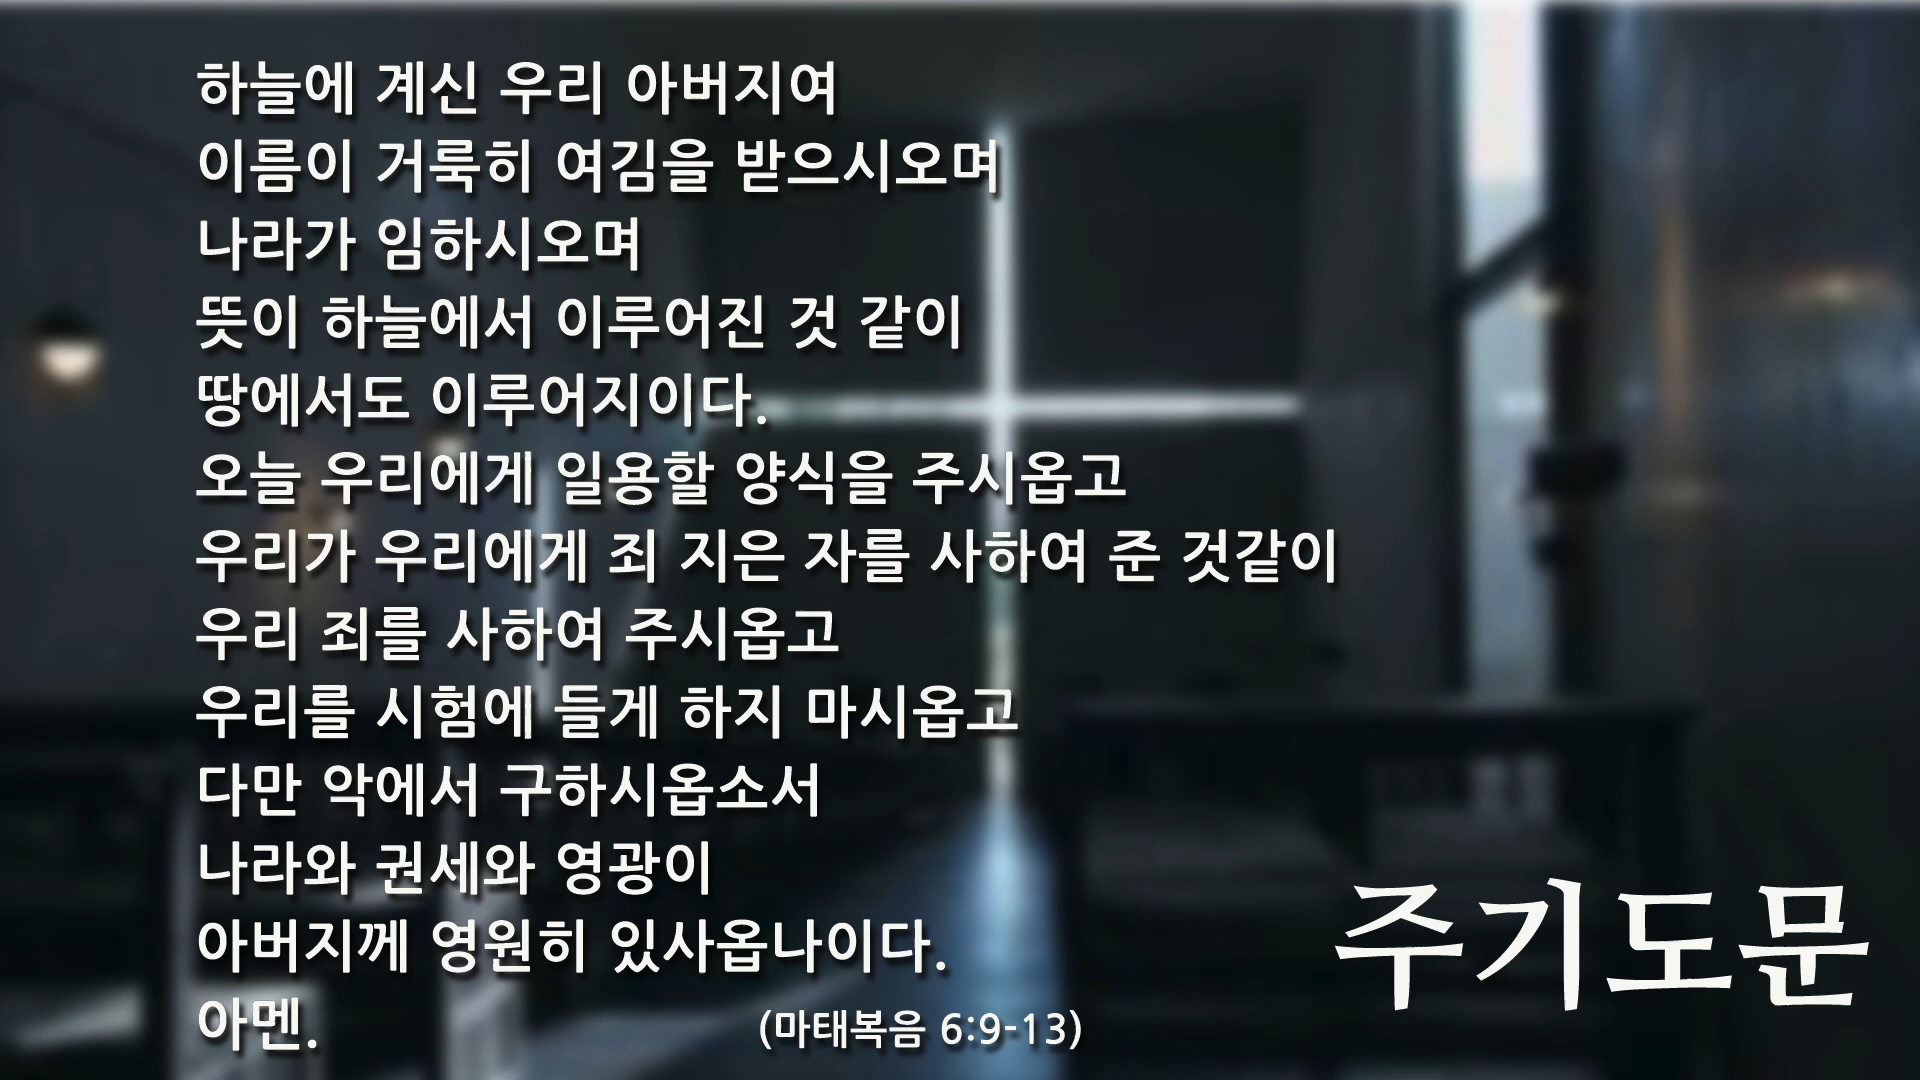 하늘에 계신 우리 아버지여
이름이 거룩히 여김을 받으시오며
나라가 임하시오며
뜻이 하늘에서 이루어진 것 같이
땅에서도 이루어지이다.
오늘 우리에게 일용할 양식을 주시옵고
우리가 우리에게 죄 지은 자를 사하여 준 것같이
우리 죄를 사하여 주시옵고
우리를 시험에 들게 하지 마시옵고
다만 악에서 구하시옵소서
나라와 권세와 영광이
아버지께 영원히 있사옵나이다.
아멘.
(마태복음 6:9-13)
주기도문